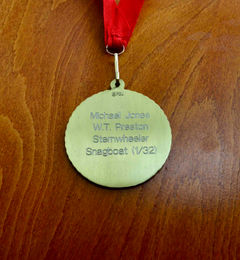 Michael Jones
W.T. Preston
Sternwheeler
Snagboat (1/32)